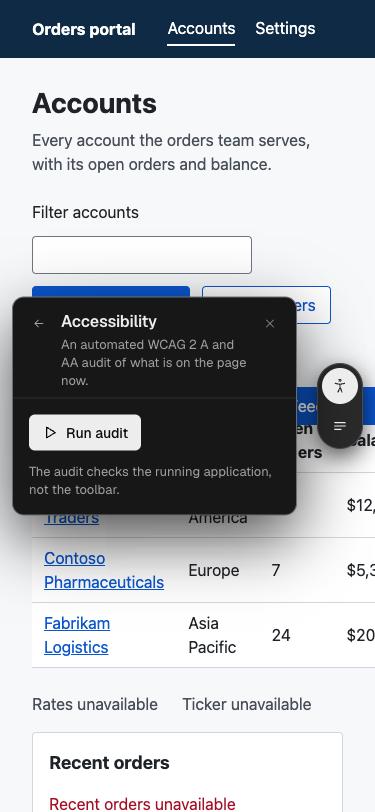 Orders portal
Accounts
Settings
Accounts
Every account the orders team serves,
with its open orders and balance.
Filter accounts
Accessibility
An automated WCAG 2 A and
AA audit of what is on the page
now.
Run audit
The audit checks the running application,
not the toolbar.
Traders
America
$12,
Contoso
Pharmaceuticals
Europe
7
$5,3
Fabrikam
Logistics
Asia
Pacific
24
$20
Rates unavailable
Ticker unavailable
Recent orders
Recent orders unavailable